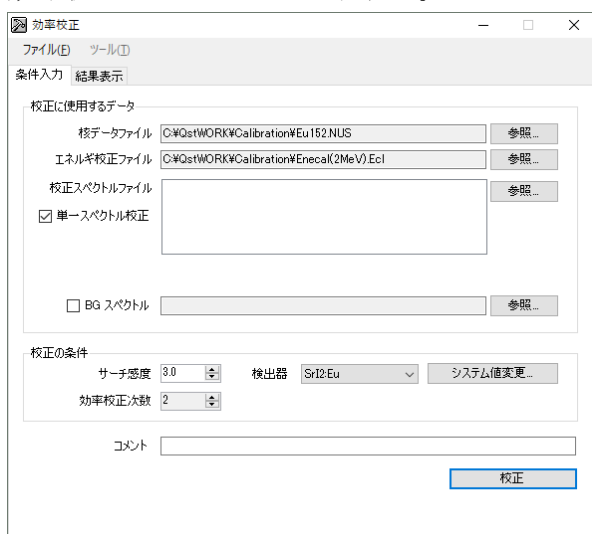 効率校正
ファイル(F) ツール(T)
条件入力 結果表示
校正に使用するデータ
核データファイル C:¥QstWORK¥Calibration¥Eu152.NUS 参照...
エネルギ校正ファイル C:¥QstWORK¥Calibration¥Enecal(2MeV).Ecl 参照...
校正スペクトルファイル 参照...
単一スペクトル校正
BG スペクトル 参照...
校正の条件
サーチ感度 3.0 検出器 SrI2:Eu システム値変更...
効率校正次数 2
コメント
校正